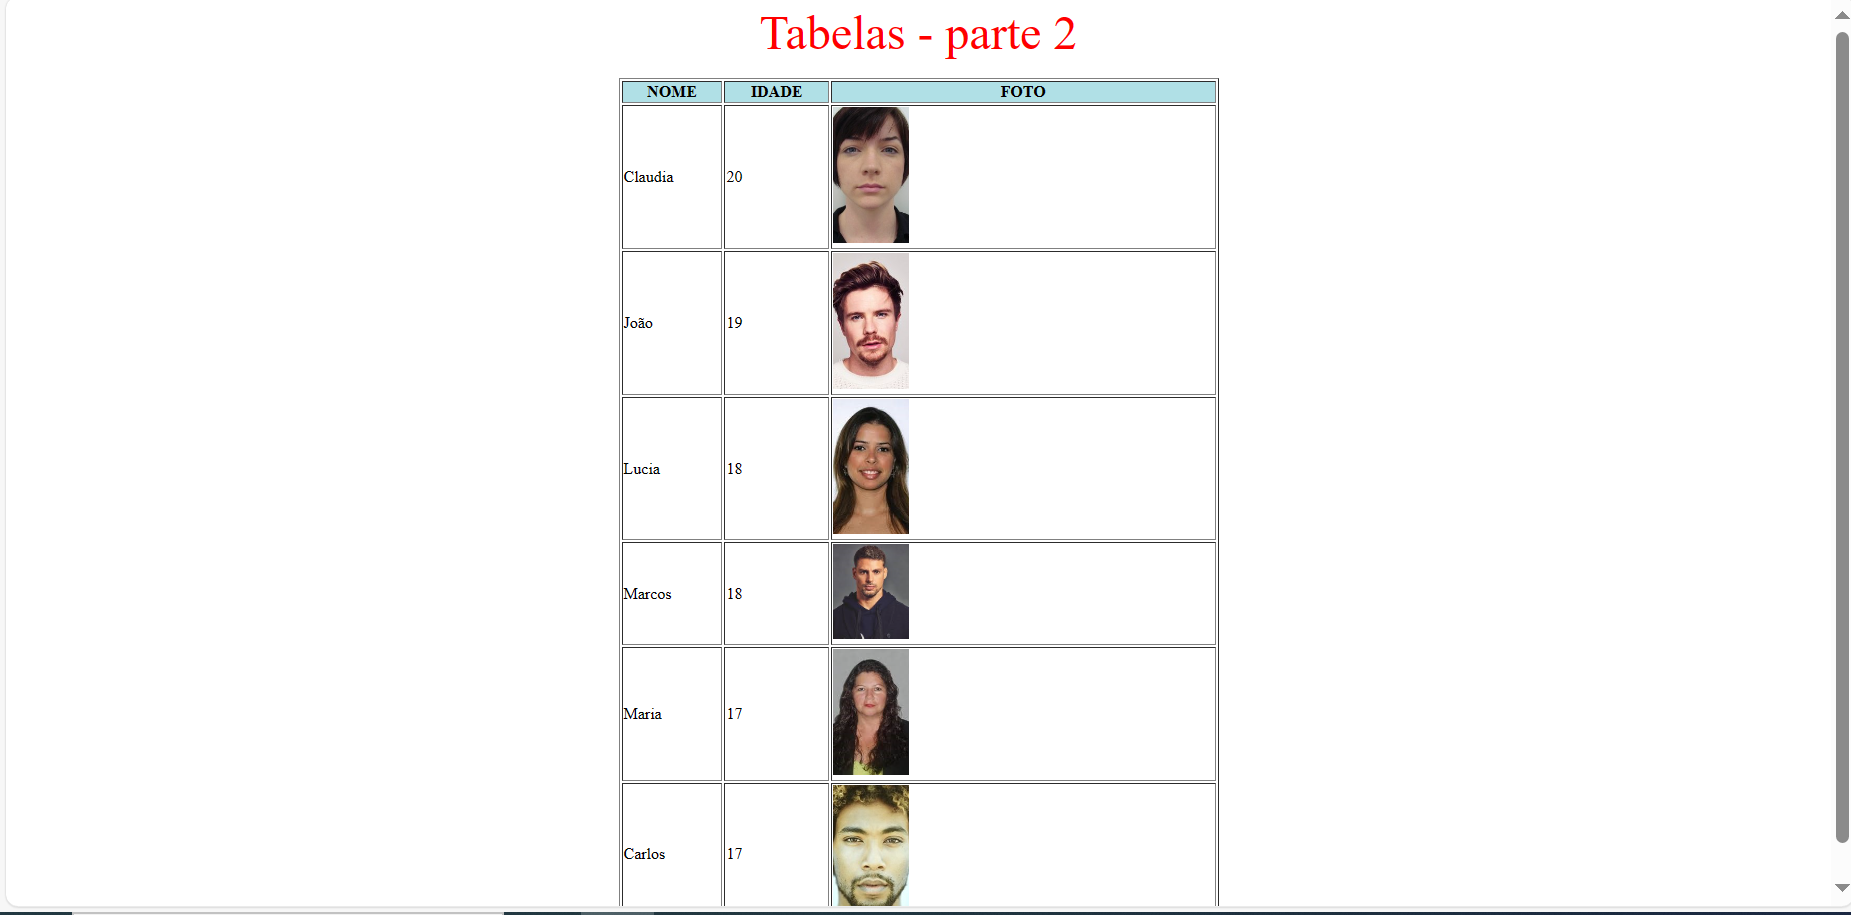 Tabelas - parte 2
NOME IDADE FOTO
Claudia 20
João 19
Lucia 18
Marcos 18
Maria 17
Carlos 17